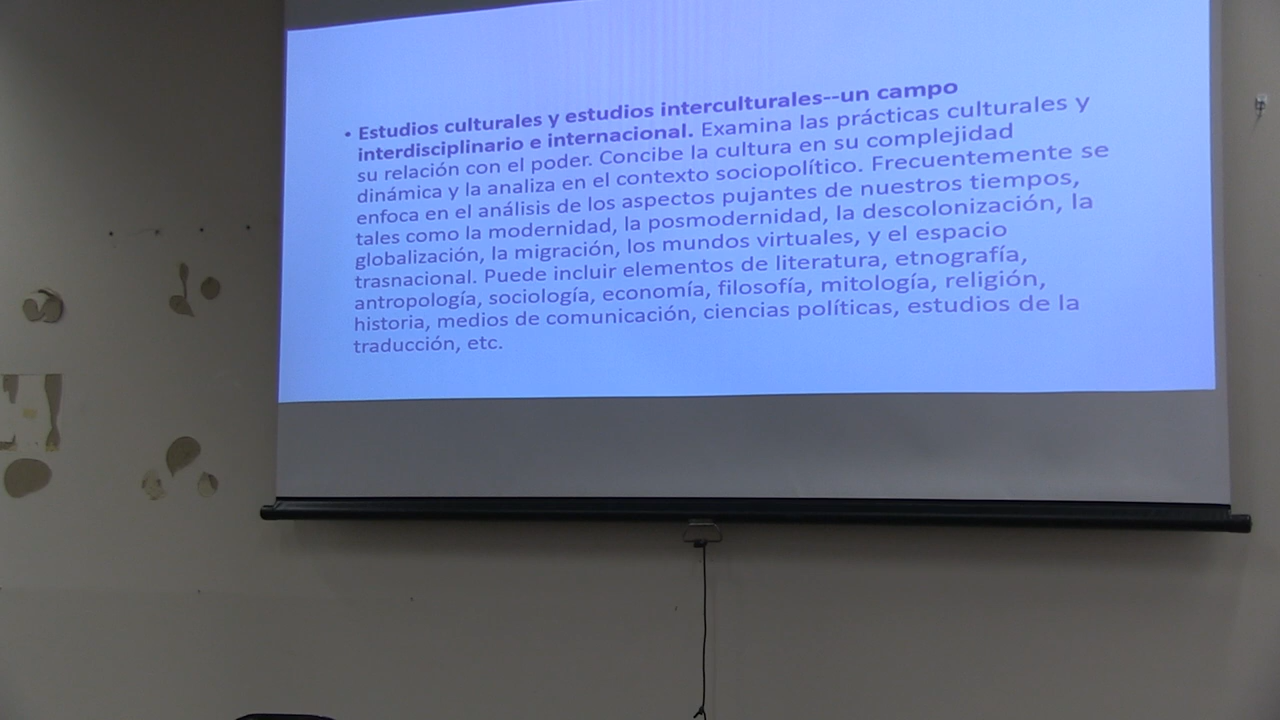 • Estudios culturales y estudios interculturales--un campo
interdisciplinario e internacional. Examina las prácticas culturales y
su relación con el poder. Concibe la cultura en su complejidad
dinámica y la analiza en el contexto sociopolítico. Frecuentemente se
enfoca en el análisis de los aspectos pujantes de nuestros tiempos,
tales como la modernidad, la posmodernidad, la descolonización, la
globalización, la migración, los mundos virtuales, y el espacio
trasnacional. Puede incluir elementos de literatura, etnografía,
antropología, sociología, economía, filosofía, mitología, religión,
historia, medios de comunicación, ciencias políticas, estudios de la
traducción, etc.